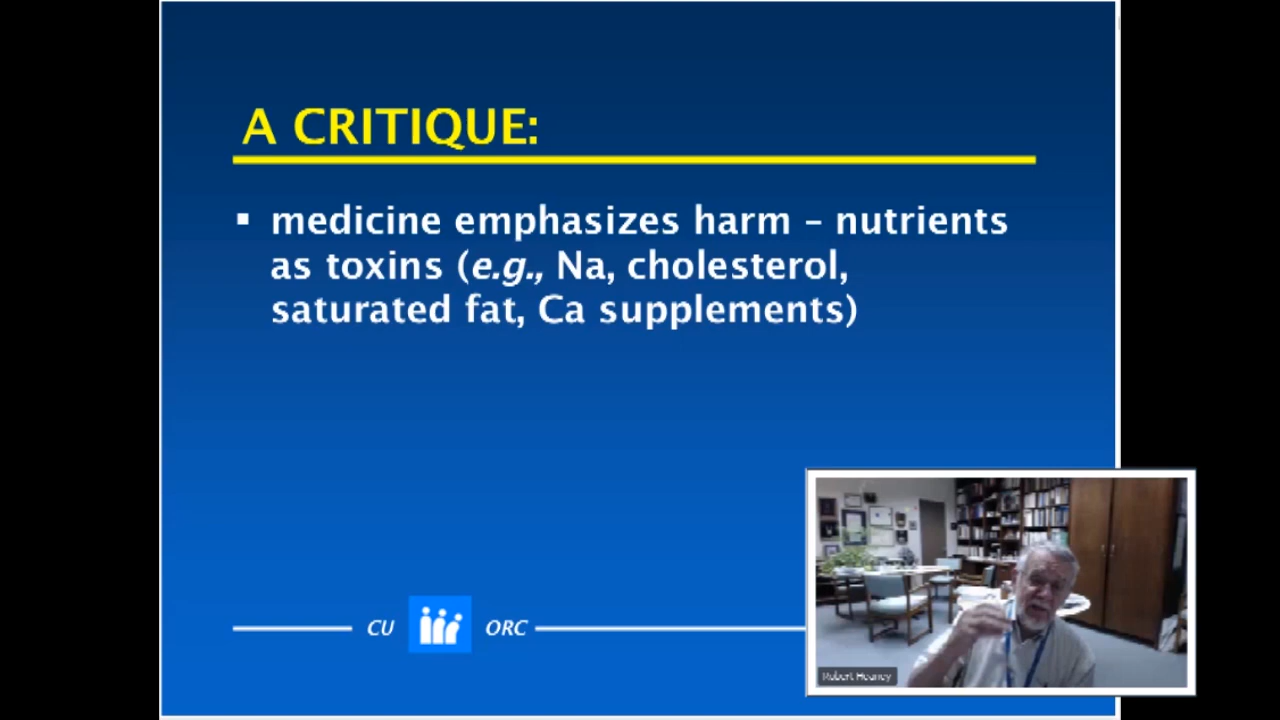 A CRITIQUE:
▪ medicine emphasizes harm – nutrients
as toxins (e.g., Na, cholesterol,
saturated fat, Ca supplements)
CU ORC
Robert Heaney